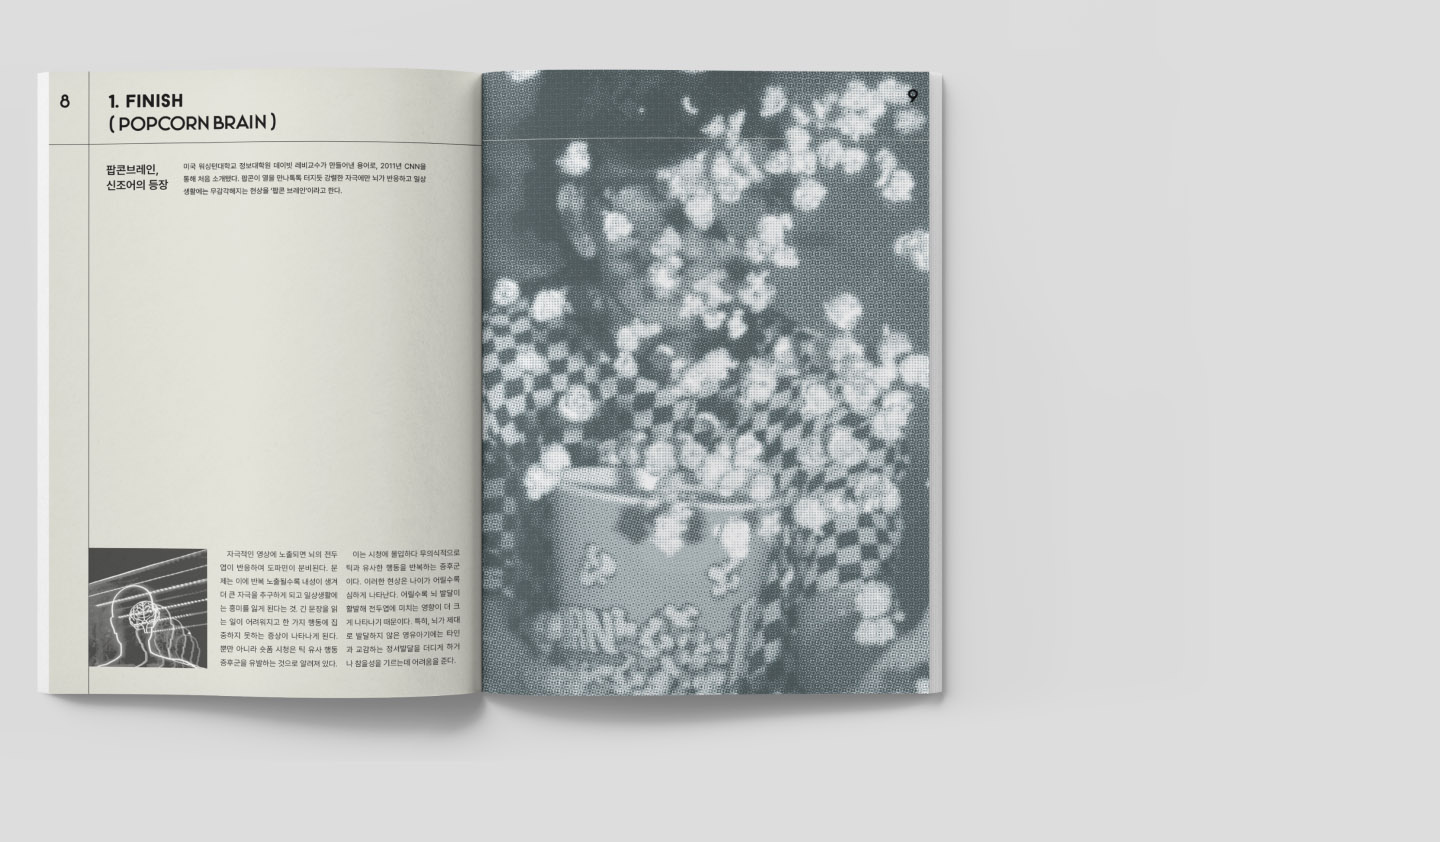 8
1. FINISH
( POPCORN BRAIN )
팝콘브레인,
신조어의 등장
미국 워싱턴대학교 정보대학원 데이빗 레비교수가 만들어낸 용어로, 2011년 CNN을
통해 처음 소개됐다. 팝콘이 열을 만나톡톡 터지듯 강렬한 자극에만 뇌가 반응하고 일상
생활에는 무감각해지는 현상을 '팝콘 브레인'이라고 한다.
자극적인 영상에 노출되면 뇌의 전두
엽이 반응하며 도파민이 분비된다. 문
제는 이에 반복 노출될수록 내성이 생겨
더 큰 자극을 추구하게 되고 일상생활에
는 흥미를 잃게 된다는 것. 긴 문장을 읽
는 일이 어려워지고 한 가지 행동에 집
중하지 못하는 증상이 나타나게 된다.
뿐만 아니라 숏폼 시청은 틱 유사 행동
증후군을 유발하는 것으로 알려져 있다.
이는 시청에 몰입하다 무의식적으로
틱과 유사한 행동을 반복하는 증후군
이다. 이러한 현상은 나이가 어릴수록
심하게 나타난다. 어릴수록 뇌 발달이
활발해 전두엽에 미치는 영향이 더 크
게 나타나기 때문이다. 특히, 뇌가 제대
로 발달하지 않은 영유아기에는 타인
과 교감하는 정서발달을 더디게 하거
나 참을성을 기르는데 어려움을 준다.
9